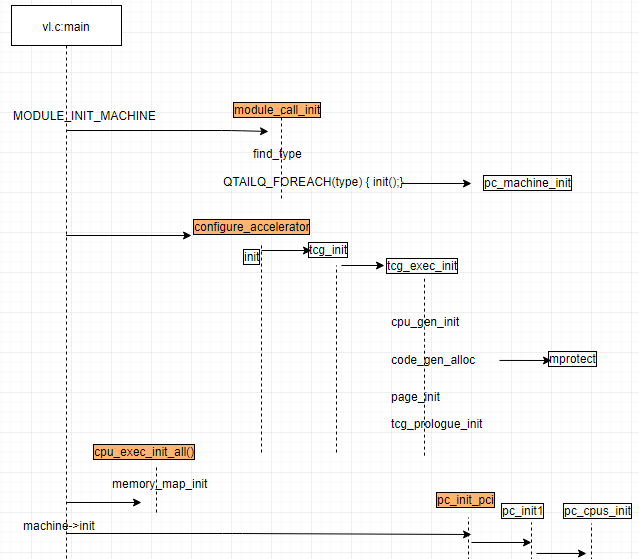 vl.c:main
module_call_init
MODULE_INIT_MACHINE
find_type
QTAILQ_FOREACH(type) { init();}
pc_machine_init
configure_accelerator
init
tcg_init
tcg_exec_init
cpu_gen_init
code_gen_alloc
mprotect
page_init
tcg_prologue_init
cpu_exec_init_all()
memory_map_init
pc_init_pci
pc_init1
pc_cpus_init
machine->init